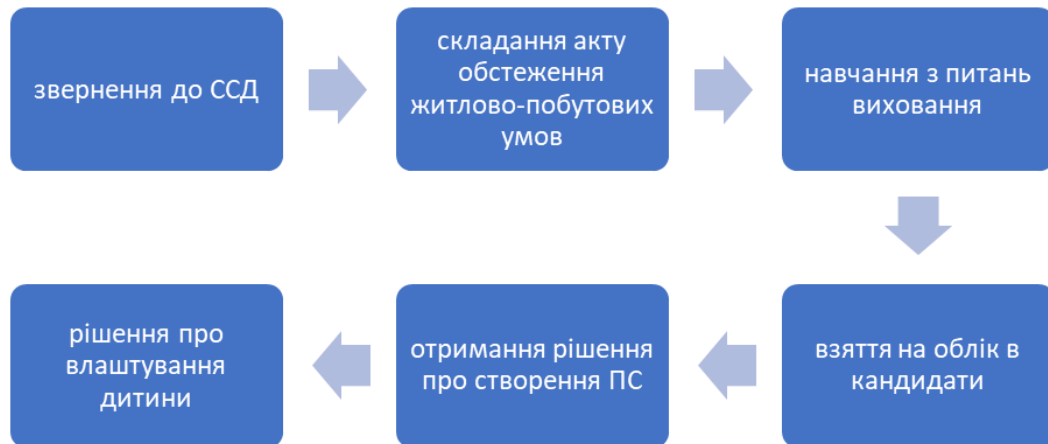 звернення до ССД
складання акту
обстеження
житлово-побутових
умов
навчання з питань
виховання
взяття на облік в
кандидати
отримання рішення
про створення ПС
рішення про
влаштування
дитини